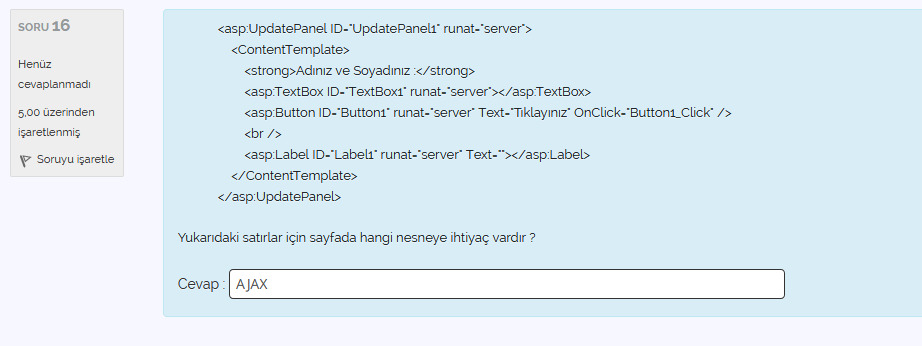 SORU 16
Henüz
cevaplanmadı
5,00 üzerinden
işaretlenmiş
Soruyu işaretle
<asp:UpdatePanel ID="UpdatePanel1" runat="server">
<ContentTemplate>
<strong>Adınız ve Soyadınız :</strong>
<asp:TextBox ID="TextBox1" runat="server"></asp:TextBox>
<asp:Button ID="Button1" runat="server" Text="Tıklayınız" OnClick="Button1_Click" />
<br />
<asp:Label ID="Label1" runat="server" Text=""></asp:Label>
</ContentTemplate>
</asp:UpdatePanel>
Yukarıdaki satırlar için sayfada hangi nesneye ihtiyaç vardır ?
Cevap : AJAX